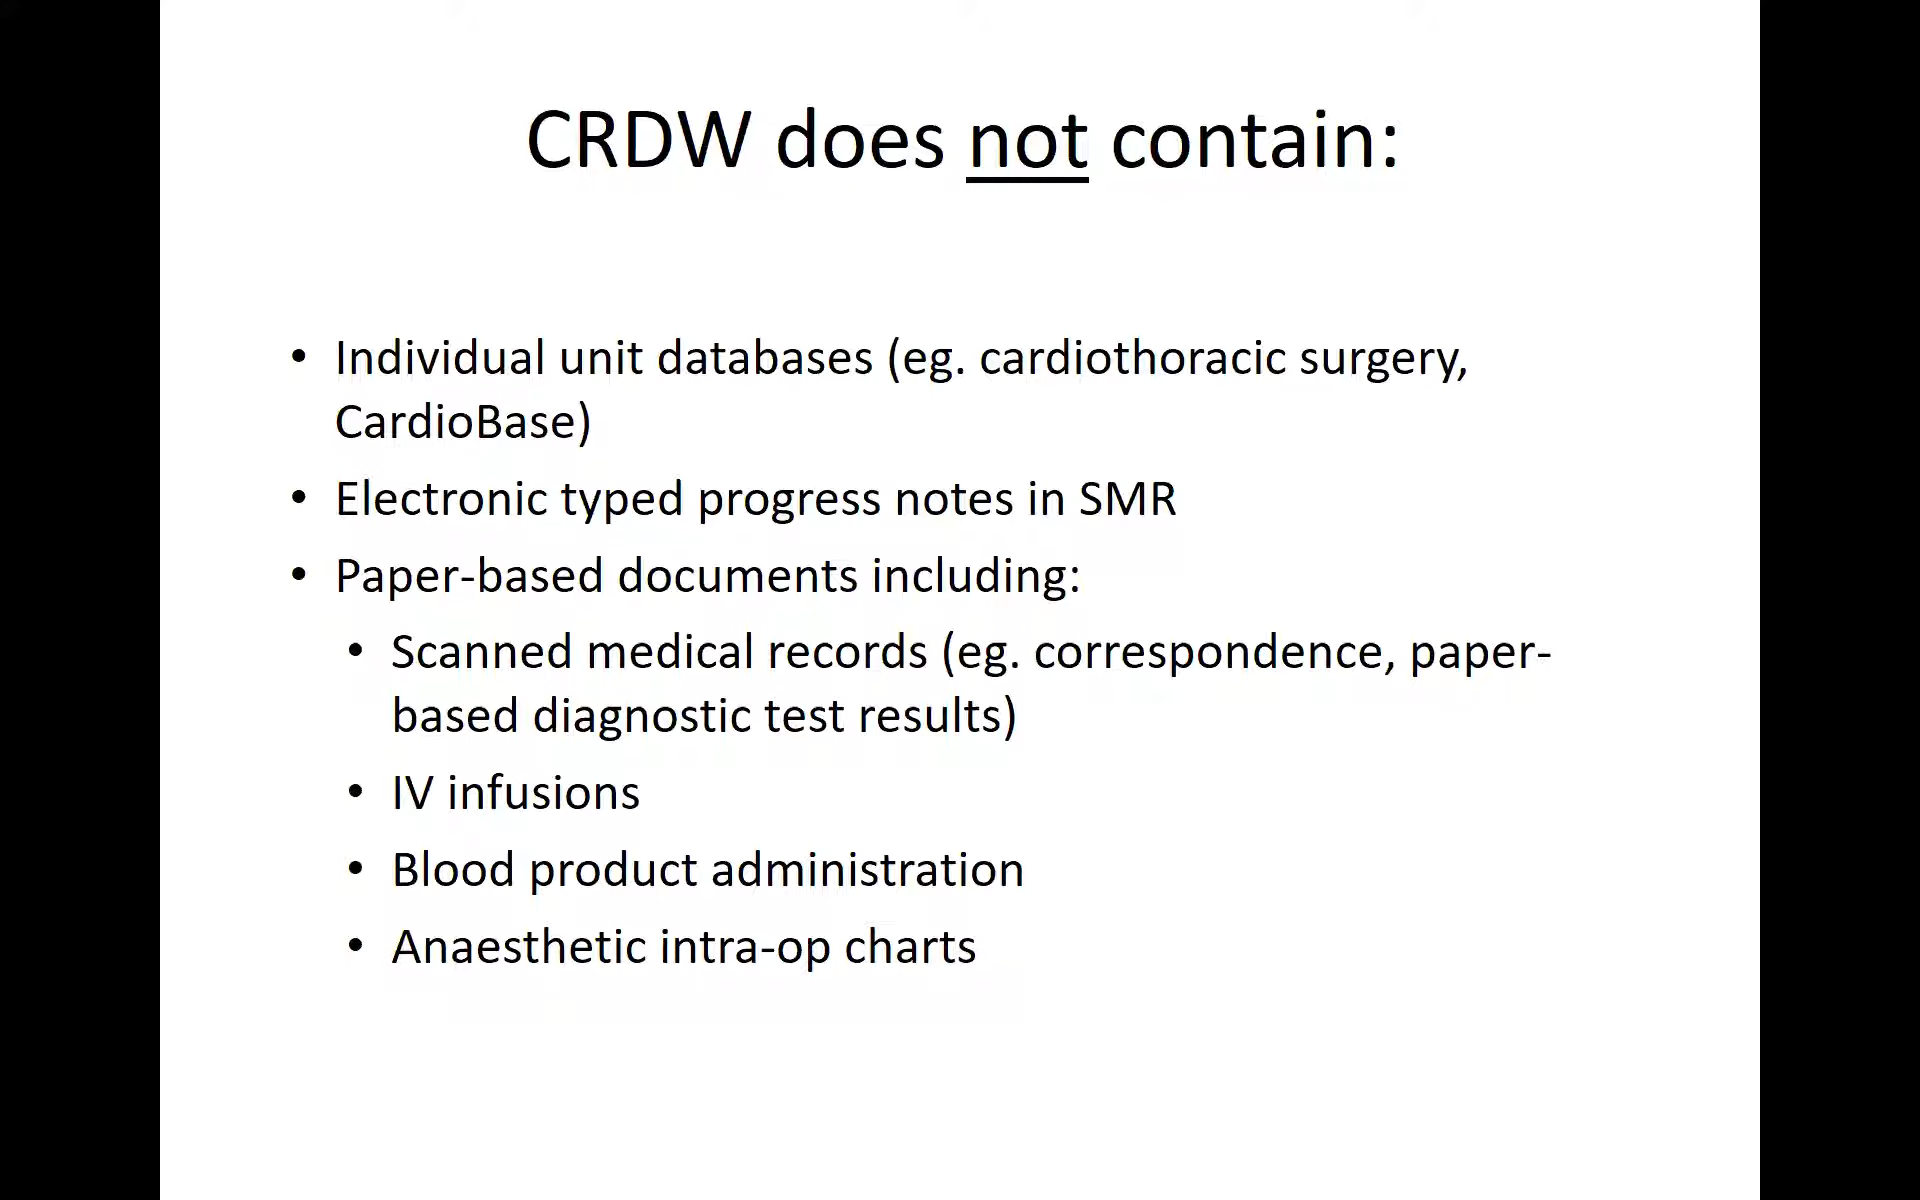 CRDW does not contain:
• Individual unit databases (eg. cardiothoracic surgery,
CardioBase)
• Electronic typed progress notes in SMR
• Paper-based documents including:
• Scanned medical records (eg. correspondence, paper-
based diagnostic test results)
• IV infusions
• Blood product administration
• Anaesthetic intra-op charts